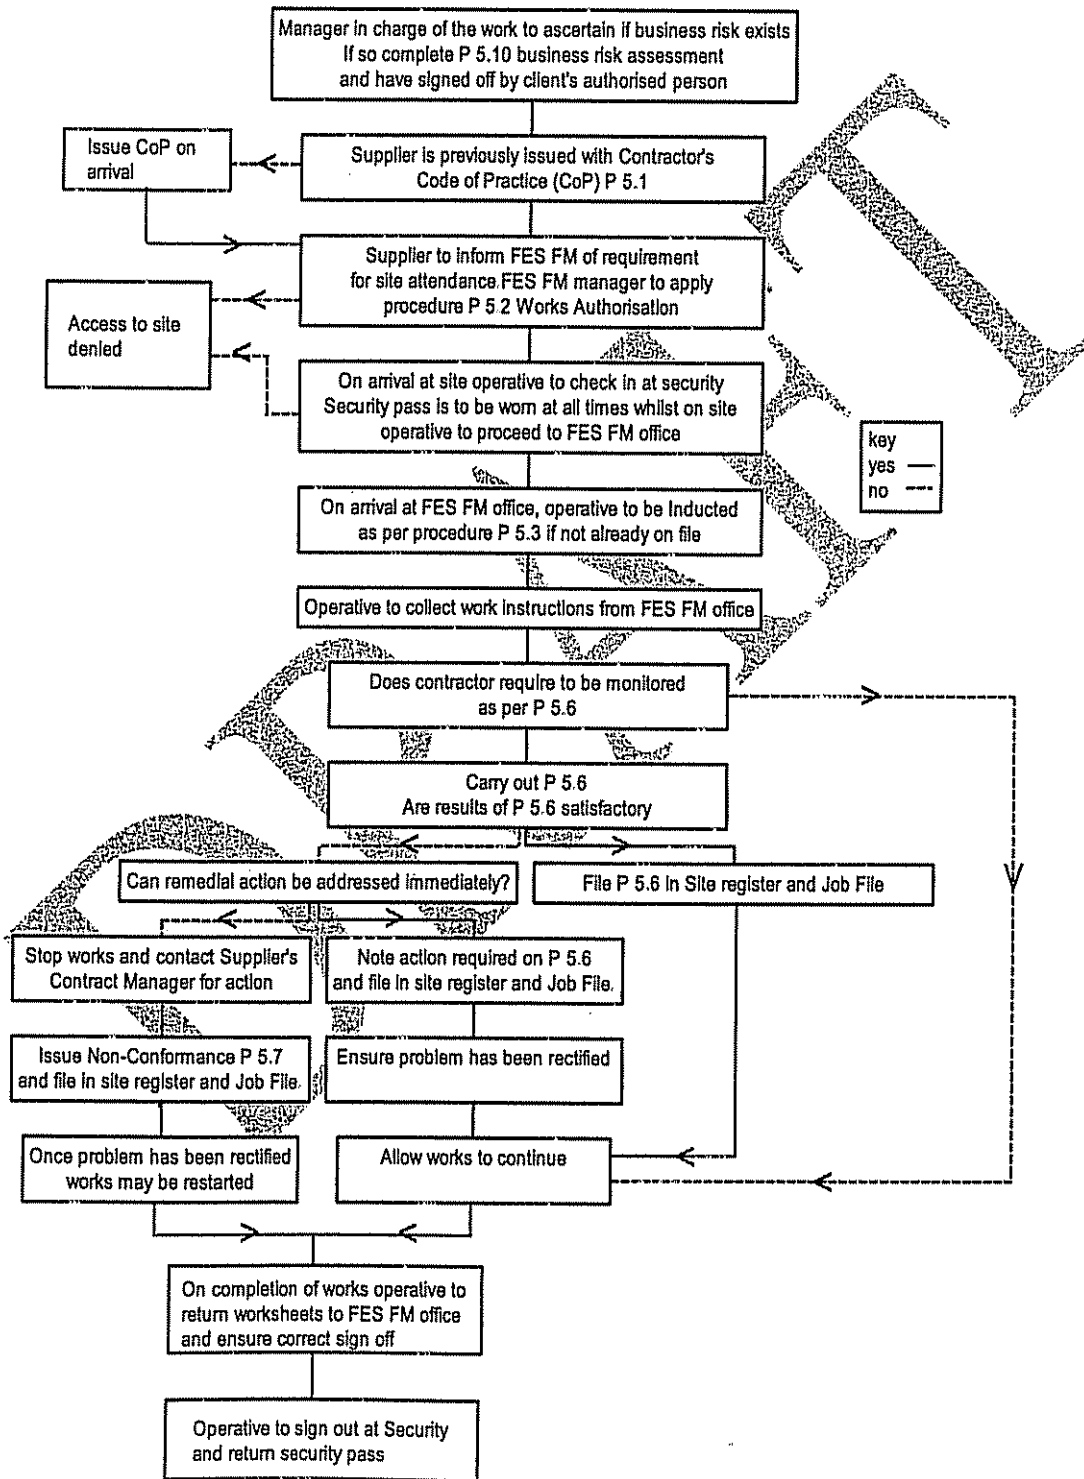 Manager in charge of the work to ascertain if business risk exists
If so complete P 5.10 business risk assessment
and have signed off by client's authorised person
Issue CoP on
arrival
Supplier is previously issued with Contractor's
Code of Practice (CoP) P 5.1
Supplier to inform FES FM of requirement
for site attendance.FES FM manager to apply
procedure P 5.2 Works Authorisation
Access to site
denied
On arrival at site operative to check in at security
Security pass is to be worn at all times whilst on site
operative to proceed to FES FM office
key
yes
no
On arrival at FES FM office, operative to be Inducted
as per procedure P 5.3 if not already on file
Operative to collect work instructions from FES FM office
Does contractor require to be monitored
as per P 5.6
Carry out P 5.6
Are results of P 5.6 satisfactory
Can remedial action be addressed immediately?
File P 5.6 in Site register and Job File
Stop works and contact Supplier's
Contract Manager for action
Note action required on P 5.6
and file in site register and Job File.
Issue Non-Conformance P 5.7
and file in site register and Job File.
Ensure problem has been rectified
Once problem has been rectified
works may be restarted
Allow works to continue
On completion of works operative to
return worksheets to FES FM office
and ensure correct sign off
Operative to sign out at Security
and return security pass
DRAFT